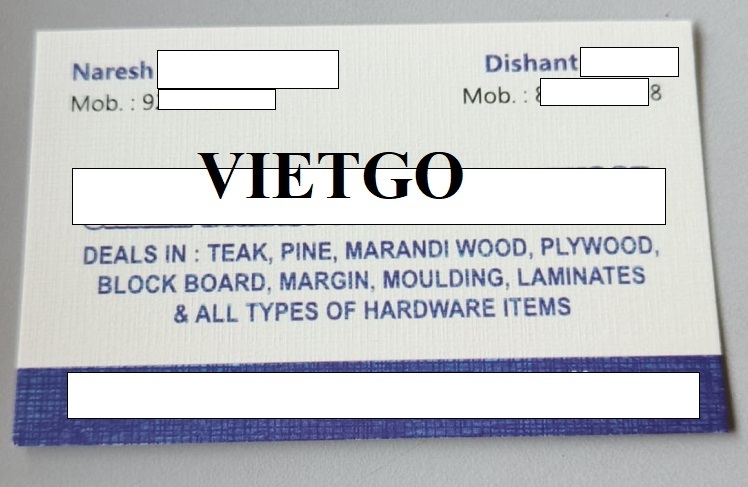 Naresh
Dishant
Mob. : 9
Mob. : 8
VIETGO
DEALS IN : TEAK, PINE, MARANDI WOOD, PLYWOOD,
BLOCK BOARD, MARGIN, MOULDING, LAMINATES
& ALL TYPES OF HARDWARE ITEMS